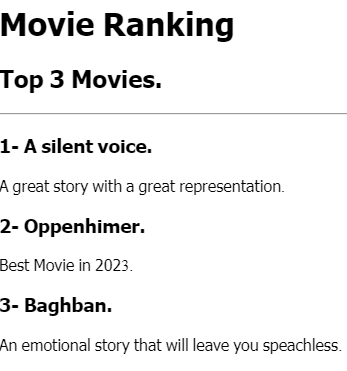 Movie Ranking
Top 3 Movies.
1- A silent voice.
A great story with a great representation.
2- Oppenhimer.
Best Movie in 2023.
3- Baghban.
An emotional story that will leave you speachless.